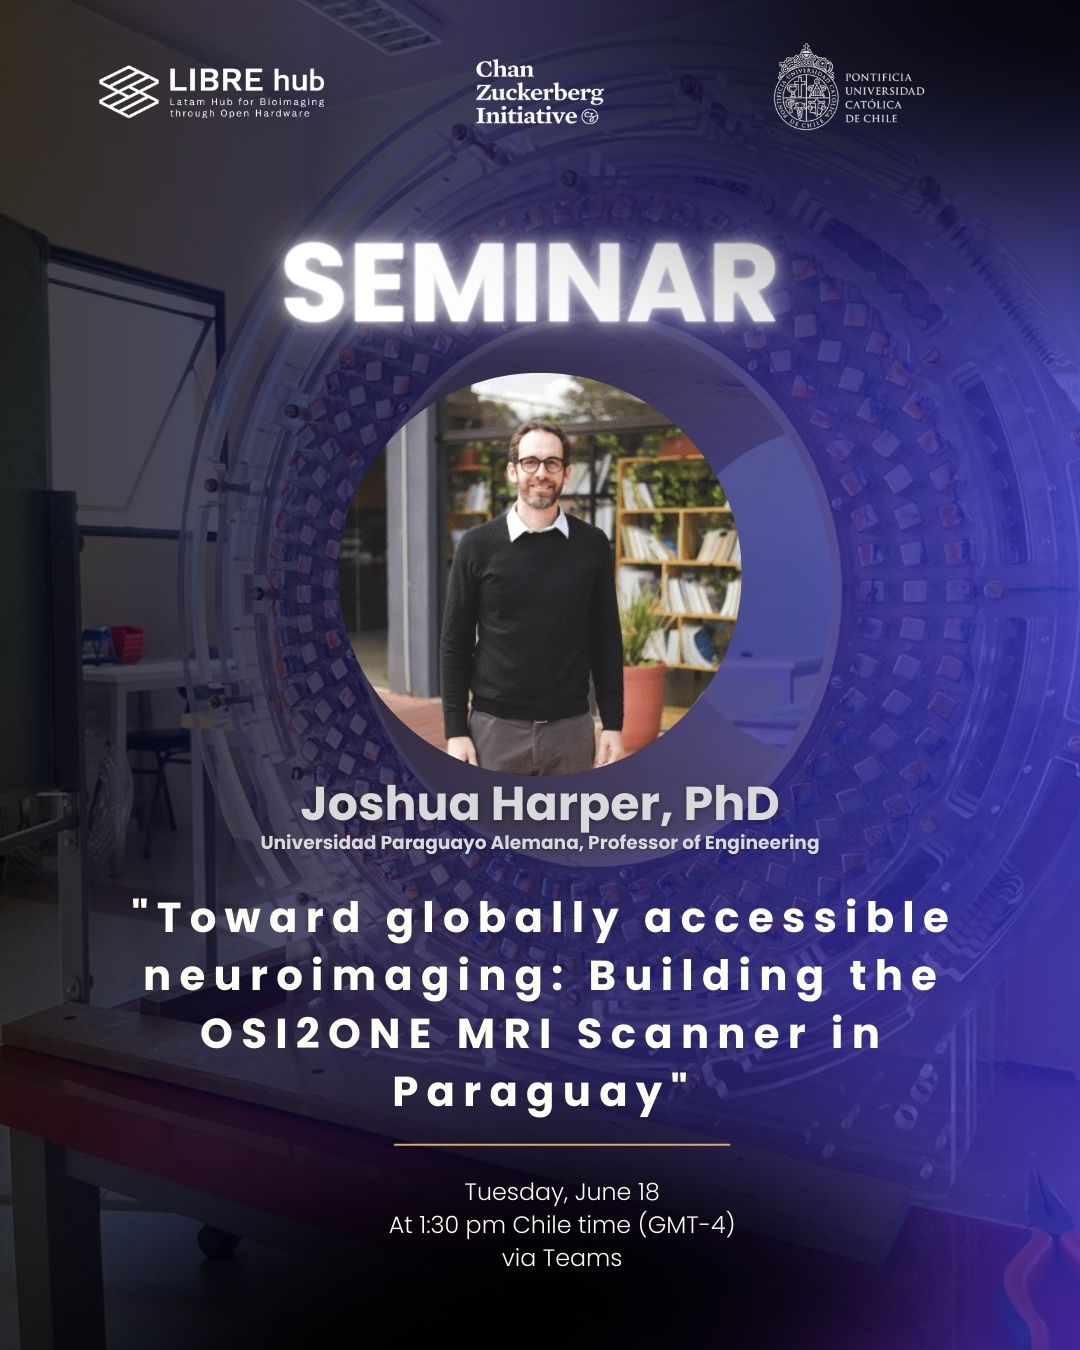 LIBRE hub
Latam Hub for Bioimaging
through Open Hardware
Chan
Zuckerberg
Initiative
PONTIFICIA
UNIVERSIDAD
CATÓLICA
DE CHILE
SEMINAR
Joshua Harper, PhD
Universidad Paraguayo Alemana, Professor of Engineering
"Toward globally accessible
neuroimaging: Building the
OSI2ONE MRI Scanner in
Paraguay"
Tuesday, June 18
At 1:30 pm Chile time (GMT-4)
via Teams